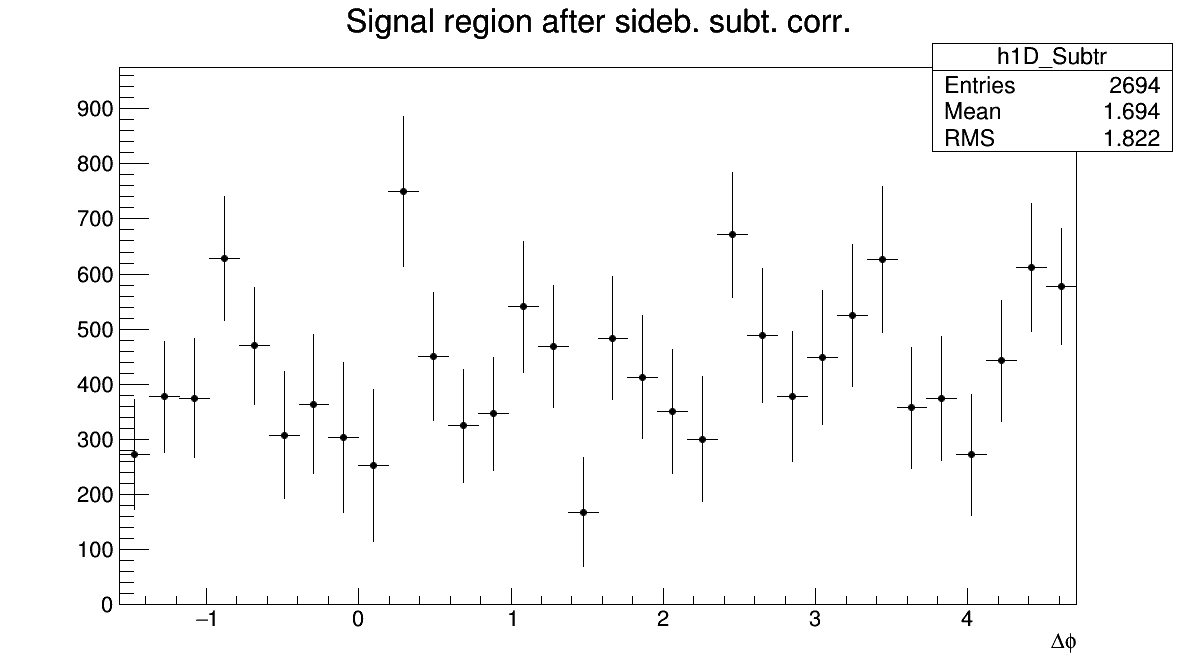 Signal region after sideb. subt. corr.
h1D_Subtr
Entries 2694
Mean 1.694
RMS 1.822
900
800
700
600
500
400
300
200
100
0
−1 0 1 2 3 4
Δϕ